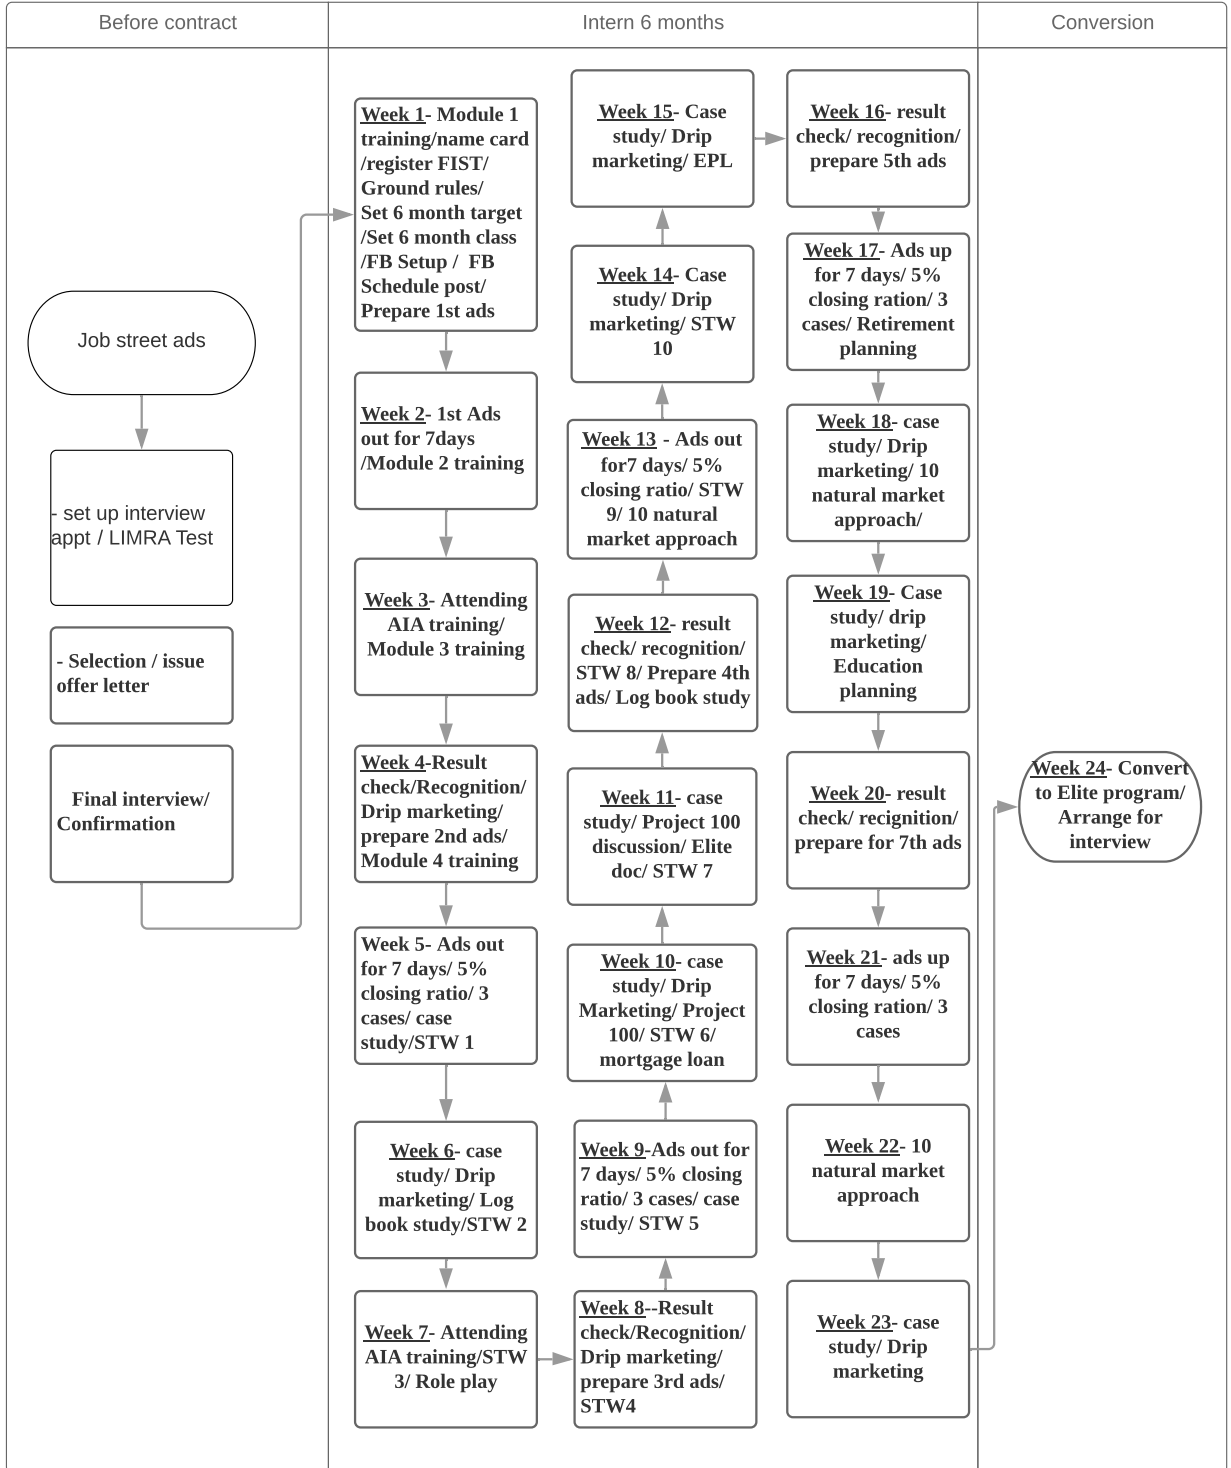 Before contract
Intern 6 months
Conversion
Job street ads
- set up interview
appt / LIMRA Test
- Selection / issue
offer letter
Final interview/
Confirmation
Week 1- Module 1
training/name card
/register FIST/
Ground rules/
Set 6 month target
/Set 6 month class
/FB Setup /  FB
Schedule post/
Prepare 1st ads
Week 2- 1st Ads
out for 7days
/Module 2 training
Week 3- Attending
AIA training/
Module 3 training
Week 4-Result
check/Recognition/
Drip marketing/
prepare 2nd ads/
Module 4 training
Week 5- Ads out
for 7 days/ 5%
closing ratio/ 3
cases/ case
study/STW 1
Week 6- case
study/ Drip
marketing/ Log
book study/STW 2
Week 7- Attending
AIA training/STW
3/ Role play
Week 8--Result
check/Recognition/
Drip marketing/
prepare 3rd ads/
STW4
Week 9-Ads out for
7 days/ 5% closing
ratio/ 3 cases/ case
study/ STW 5
Week 10- case
study/ Drip
Marketing/ Project
100/ STW 6/
mortgage loan
Week 11- case
study/ Project 100
discussion/ Elite
doc/ STW 7
Week 12- result
check/ recognition/
STW 8/ Prepare 4th
ads/ Log book study
Week 13 - Ads out
for7 days/ 5%
closing ratio/ STW
9/ 10 natural
market approach
Week 14- Case
study/ Drip
marketing/ STW
10
Week 15- Case
study/ Drip
marketing/ EPL
Week 16- result
check/ recognition/
prepare 5th ads
Week 17- Ads up
for 7 days/ 5%
closing ration/ 3
cases/ Retirement
planning
Week 18- case
study/ Drip
marketing/ 10
natural market
approach/
Week 19- Case
study/ drip
marketing/
Education
planning
Week 20- result
check/ recignition/
prepare for 7th ads
Week 21- ads up
for 7 days/ 5%
closing ration/ 3
cases
Week 22- 10
natural market
approach
Week 23- case
study/ Drip
marketing
Week 24- Convert
to Elite program/
Arrange for
interview